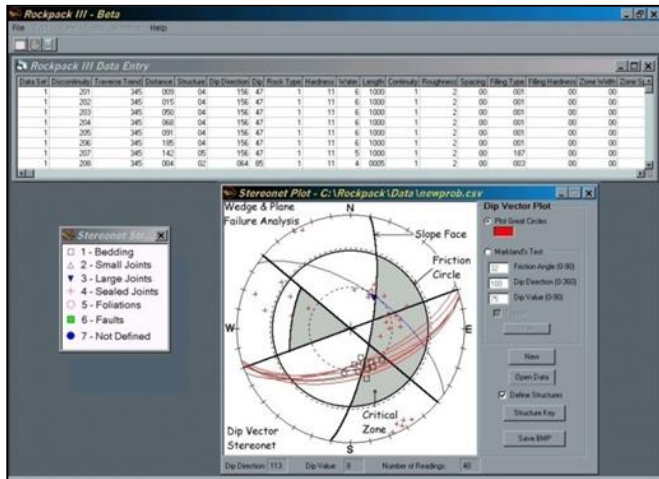 Rockpack III - Beta
File
Help
Rockpack III Data Entry
Data Set Discontinuity Traverse Trend Distance Structure Dip Direction Dip Rock Type Hardness Water Length Continuity Roughness Spacing Filling Type Filling Hardness Zone Width
1 201 345 009 04 156 47 1 11 6 1000 1 2 00 001 00 00
1 202 345 015 04 156 47 1 11 6 1000 1 2 00 001 00 00
1 203 345 050 04 156 47 1 11 6 1000 1 2 00 001 00 00
1 204 345 068 04 156 47 1 11 6 1000 1 2 00 001 00 00
1 205 345 091 04 156 47 1 11 6 1000 1 2 00 001 00 00
1 206 345 185 04 156 47 1 11 6 1000 1 2 00 001 00 00
1 207 345 142 05 156 47 1 11 5 1000 1 2 00 187 00 00
1 208 345 004 02 064 85 1 11 4 0005 1 2 00 003 00 00
Stereonet
1 - Bedding
2 - Small Joints
3 - Large Joints
4 - Sealed Joints
5 - Foliations
6 - Faults
7 - Not Defined
Stereonet Plot - C:\Rockpack\Data\newprob.csv
Wedge & Plane
Failure Analysis
N
Slope Face
Friction
Circle
W
E
Critical
Zone
Dip Vector
Stereonet
S
Dip Vector Plot
Plot Great Circles
Markland's Test
32 Friction Angle (0-90)
100 Dip Direction (0-360)
75 Dip Value (0-90)
New
Open Data
Define Structures
Structure Key
Save BMP
Dip Direction: 113 Dip Value: 8 Number of Readings: 40